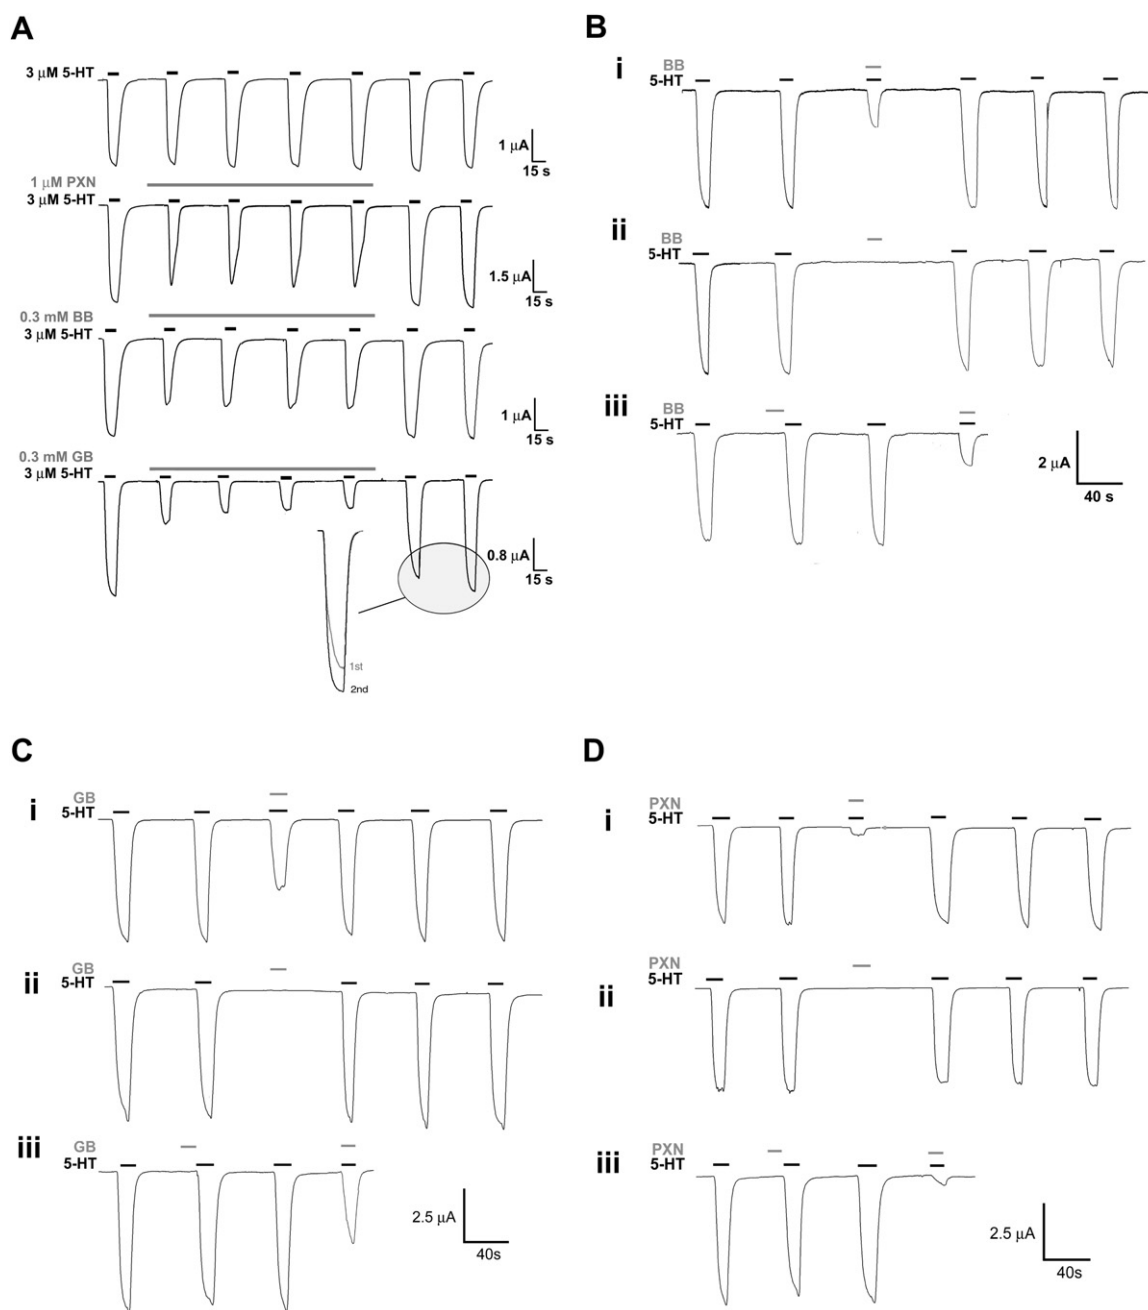 A
3 μM 5-HT
1 μA
15 s
1 μM PXN
3 μM 5-HT
1.5 μA
15 s
0.3 mM BB
3 μM 5-HT
1 μA
15 s
0.3 mM GB
3 μM 5-HT
0.8 μA
15 s
1st
2nd
B
i
BB
5-HT
ii
BB
5-HT
iii
BB
5-HT
2 μA
40 s
C
i
GB
5-HT
ii
GB
5-HT
iii
GB
5-HT
2.5 μA
40s
D
i
PXN
5-HT
ii
PXN
5-HT
iii
PXN
5-HT
2.5 μA
40s